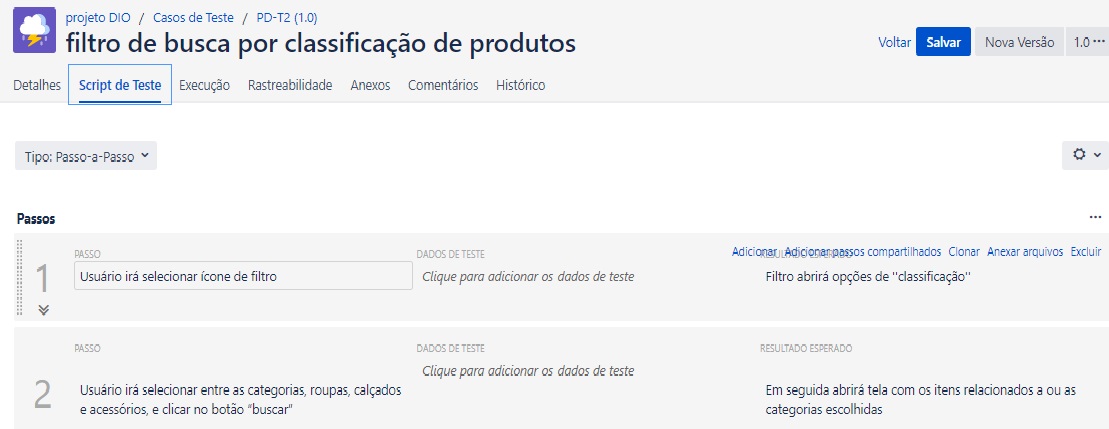 projeto DIO / Casos de Teste / PD-T2 (1.0)
filtro de busca por classificação de produtos
Voltar Salvar Nova Versão 1.0 ···
Detalhes Script de Teste Execução Rastreabilidade Anexos Comentários Histórico
Tipo: Passo-a-Passo
Passos
···
Adicionar Adicionar passos compartilhados Clonar Anexar arquivos Excluir
PASSO DADOS DE TESTE RESULTADO ESPERADO
1 Usuário irá selecionar ícone de filtro Clique para adicionar os dados de teste Filtro abrirá opções de "classificação"
PASSO DADOS DE TESTE RESULTADO ESPERADO
Clique para adicionar os dados de teste
2 Usuário irá selecionar entre as categorias, roupas, calçados Em seguida abrirá tela com os itens relacionados a ou as
e acessórios, e clicar no botão “buscar” categorias escolhidas